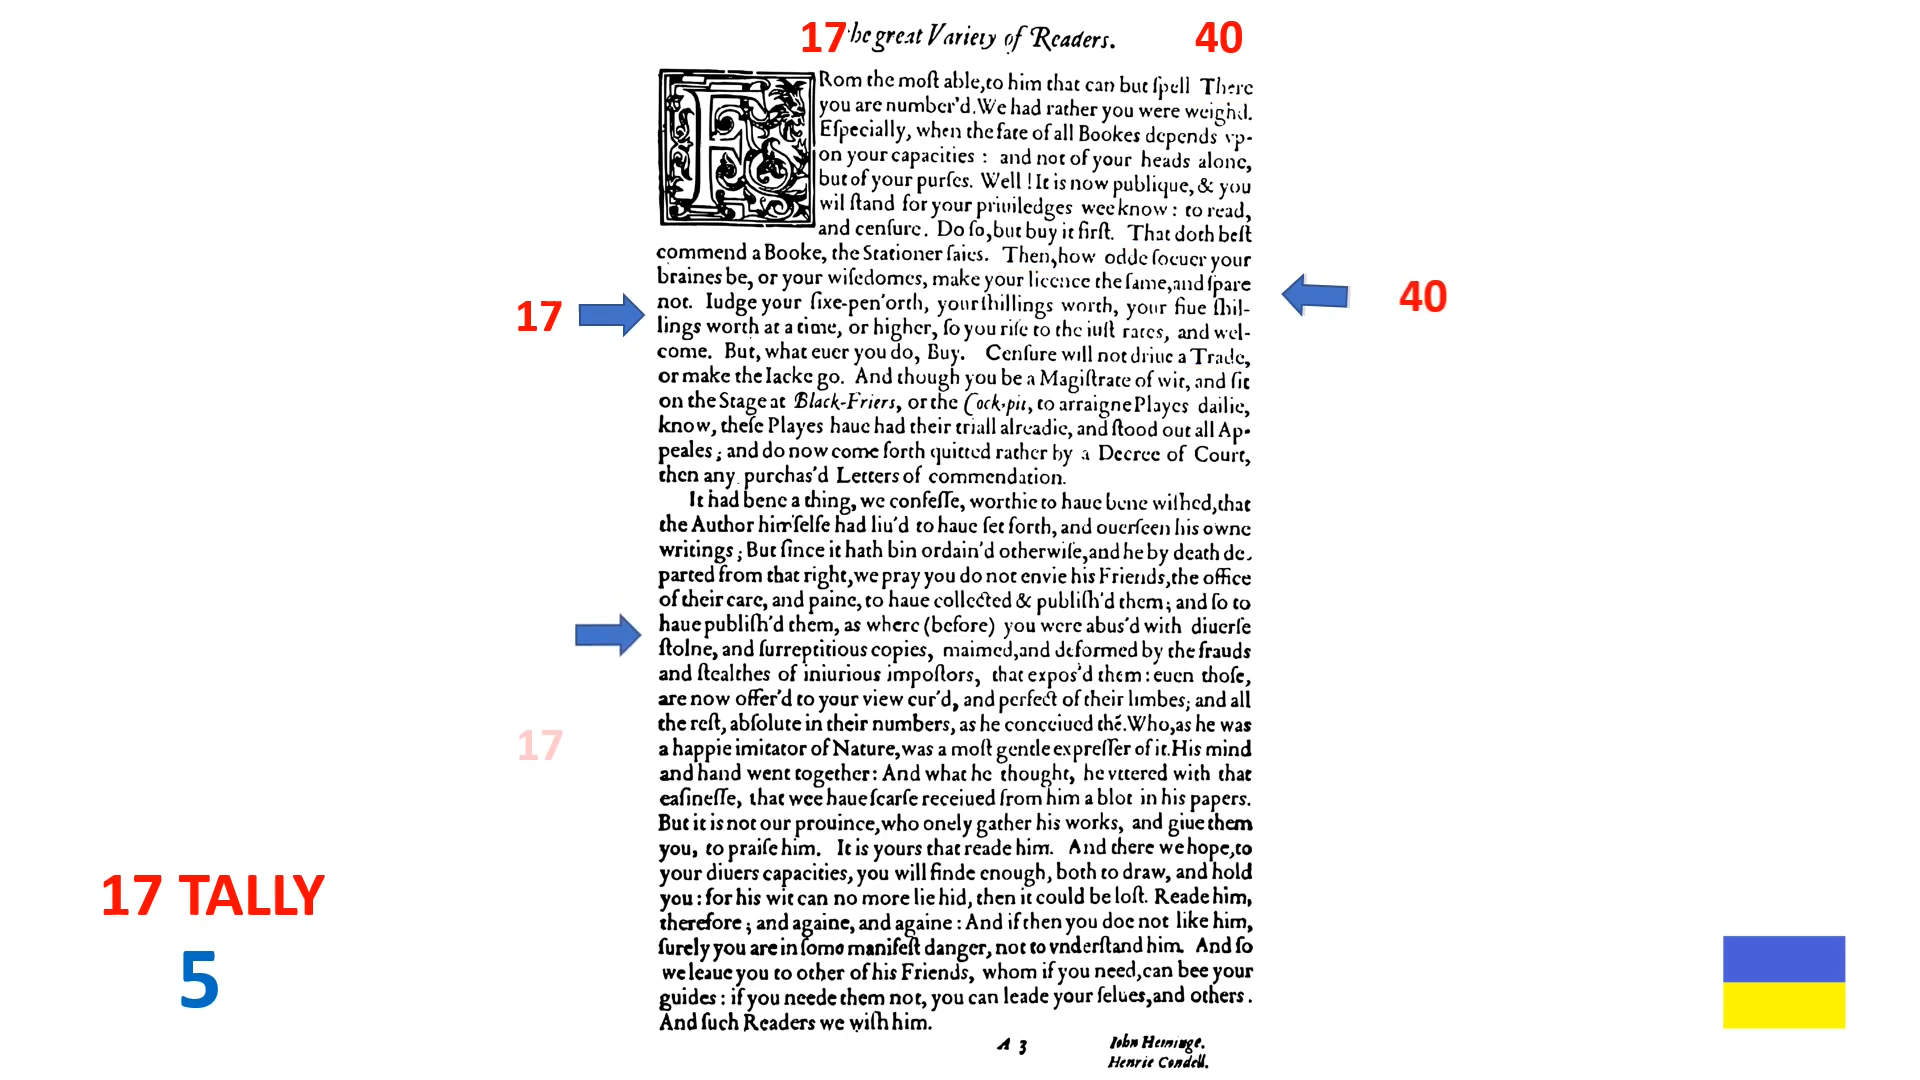 17 he great Variety of Readers. 40
Rom the moſt able,to him that can but ſpell There
you are number'd.We had rather you were weighd.
Eſpecially, when the fate of all Bookes depends vp-
on your capacities : and not of your heads alone,
but of your purſes. Well ! It is now publique, & you
wil ſtand for your priuiledges wee know : to read,
and cenſure. Do ſo,but buy it firſt. That doth beſt
commend a Booke, the Stationer ſaies. Then,how odde ſoeuer your
braines be, or your wiſedomes, make your licence the ſame,and ſpare
not. Iudge your ſixe-pen'orth, your ſhillings worth, your fiue ſhil-
lings worth at a time, or higher, ſo you riſe to the iuſt rates, and wel-
come. But, what euer you do, Buy. Cenſure will not driue a Trade,
or make the Iacke go. And though you be a Magiſtrate of wit, and ſit
on the Stage at Black-Friers, or the Cock-pit, to arraigne Playes dailie,
know, theſe Playes haue had their triall alreadie, and ſtood out all Ap-
peales ; and do now come forth quitted rather by a Decree of Court,
then any purchas'd Letters of commendation.
It had bene a thing, we confeſſe, worthie to haue bene wiſhed,that
the Author himſelfe had liu'd to haue ſet forth, and ouerſeen his owne
writings ; But ſince it hath bin ordain'd otherwiſe,and he by death de-
parted from that right,we pray you do not envie his Friends,the office
of their care, and paine, to haue collected & publiſh'd them ; and ſo to
haue publiſh'd them, as where (before) you were abus'd with diuerſe
ſtolne, and ſurreptitious copies, maimed,and deformed by the frauds
and ſtealthes of iniurious impoſtors, that expos'd them : euen thoſe,
are now offer'd to your view cur'd, and perfect of their limbes; and all
the reſt, abſolute in their numbers, as he conceiued thē.Who,as he was
a happie imitator of Nature,was a moſt gentle expreſſer of it.His mind
and hand went together: And what he thought, he vttered with that
eaſineſſe, that wee haue ſcarſe receiued from him a blot in his papers.
But it is not our prouince,who onely gather his works, and giue them
you, to praiſe him. It is yours that reade him. And there we hope,to
your diuers capacities, you will finde enough, both to draw, and hold
you : for his wit can no more lie hid, then it could be loſt. Reade him,
therefore ; and againe, and againe : And if then you doe not like him,
ſurely you are in ſome manifeſt danger, not to vnderſtand him. And ſo
we leaue you to other of his Friends, whom if you need,can bee your
guides : if you neede them not, you can leade your ſelues,and others.
And ſuch Readers we wiſh him.
A 3
Iohn Heminge.
Henrie Condell.
17
40
17
17 TALLY
5